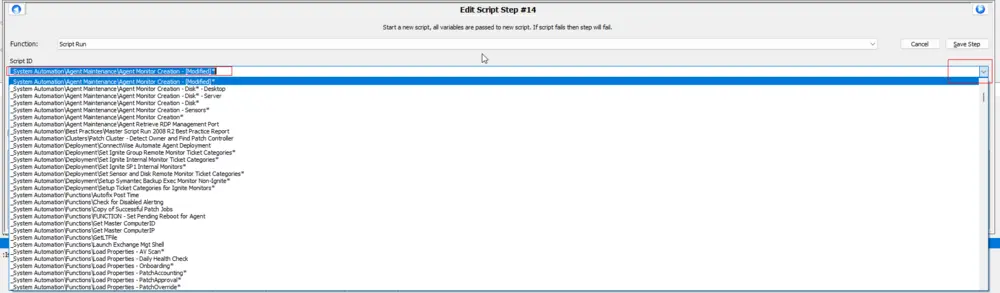 Edit Script Step #14
Start a new script, all variables are passed to new script. If script fails then step will fail.
Function: Script Run Cancel Save Step
Script ID
_System Automation\Agent Maintenance\Agent Monitor Creation - [Modified]*
_System Automation\Agent Maintenance\Agent Monitor Creation - [Modified]*
_System Automation\Agent Maintenance\Agent Monitor Creation - Disk* - Desktop
_System Automation\Agent Maintenance\Agent Monitor Creation - Disk* - Server
_System Automation\Agent Maintenance\Agent Monitor Creation - Disk*
_System Automation\Agent Maintenance\Agent Monitor Creation - Sensors*
_System Automation\Agent Maintenance\Agent Monitor Creation*
_System Automation\Agent Maintenance\Agent Retrieve RDP Management Port
_System Automation\Best Practices\Master Script Run 2008 R2 Best Practice Report
_System Automation\Clusters\Patch Cluster - Detect Owner and Find Patch Controller
_System Automation\Deployment\ConnectWise Automate Agent Deployment
_System Automation\Deployment\Set Ignite Group Remote Monitor Ticket Categories*
_System Automation\Deployment\Set Ignite Internal Monitor Ticket Categories*
_System Automation\Deployment\Set Ignite SP1 Internal Monitors*
_System Automation\Deployment\Set Sensor and Disk Remote Monitor Ticket Categories*
_System Automation\Deployment\Setup Symantec Backup Exec Monitor Non-Ignite*
_System Automation\Deployment\Setup Ticket Categories for Ignite Monitors*
_System Automation\Functions\Autofix Post Time
_System Automation\Functions\Check for Disabled Alerting
_System Automation\Functions\Copy of Successful Patch Jobs
_System Automation\Functions\FUNCTION - Set Pending Reboot for Agent
_System Automation\Functions\Get Master ComputerID
_System Automation\Functions\Get Master ComputerIP
_System Automation\Functions\GetLTFile
_System Automation\Functions\Launch Exchange Mgt Shell
_System Automation\Functions\Load Properties - AV Scan*
_System Automation\Functions\Load Properties - Daily Health Check
_System Automation\Functions\Load Properties - Onboarding*
_System Automation\Functions\Load Properties - PatchAccounting*
_System Automation\Functions\Load Properties - PatchApproval*
_System Automation\Functions\Load Properties - PatchOverride*